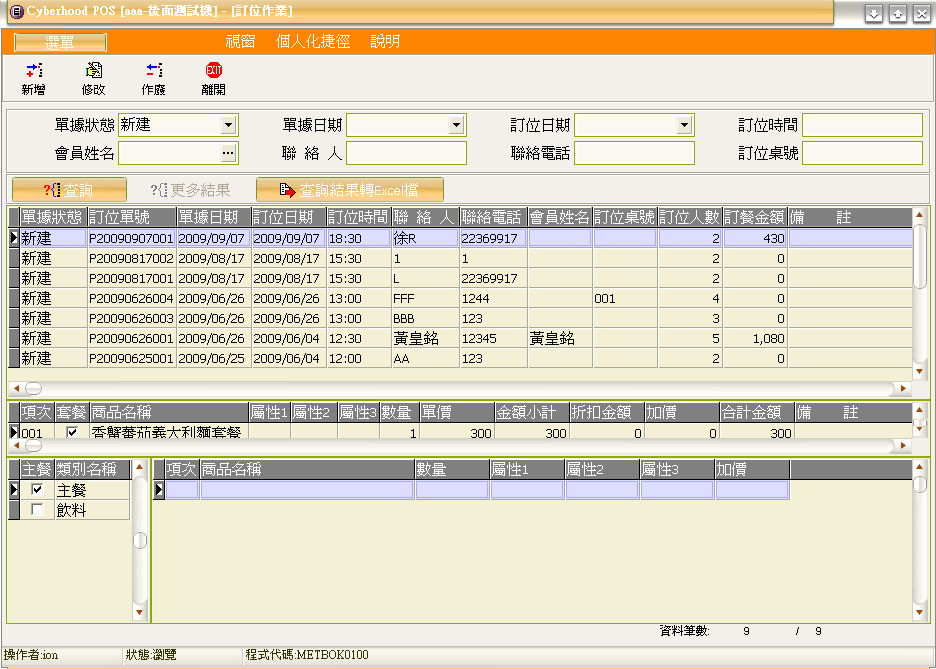 Cyberhood POS [aaa-後面測試機] - [訂位作業]
選單 視窗 個人化捷徑 說明
新增 修改 作廢 離開
EXIT
單據狀態 新建 單據日期 訂位日期 訂位時間
會員姓名 聯 絡 人 聯絡電話 訂位桌號
查詢 更多結果 查詢結果轉Excel檔
單據狀態 訂位單號 單據日期 訂位日期 訂位時間 聯 絡 人 聯絡電話 會員姓名 訂位桌號 訂位人數 訂餐金額 備 註
新建 P20090907001 2009/09/07 2009/09/07 18:30 徐R 22369917 2 430
新建 P20090817002 2009/08/17 2009/08/17 15:30 1 1 2 0
新建 P20090817001 2009/08/17 2009/08/17 15:30 L 22369917 2 0
新建 P20090626004 2009/06/26 2009/06/26 13:00 FFF 1244 001 4 0
新建 P20090626003 2009/06/26 2009/06/26 13:00 BBB 123 3 0
新建 P20090626001 2009/06/26 2009/06/04 12:30 黃皇銘 12345 黃皇銘 5 1,080
新建 P20090625001 2009/06/25 2009/06/04 12:00 AA 123 2 0
項次 套餐 商品名稱 屬性1 屬性2 屬性3 數量 單價 金額小計 折扣金額 加價 合計金額 備 註
001 香蟹蕃茄義大利麵套餐 1 300 300 0 0 300
主餐 類別名稱 項次 商品名稱 數量 屬性1 屬性2 屬性3 加價
主餐
飲料
資料筆數: 9 / 9
操作者:ion 狀態:瀏覽 程式代碼:METBOK0100